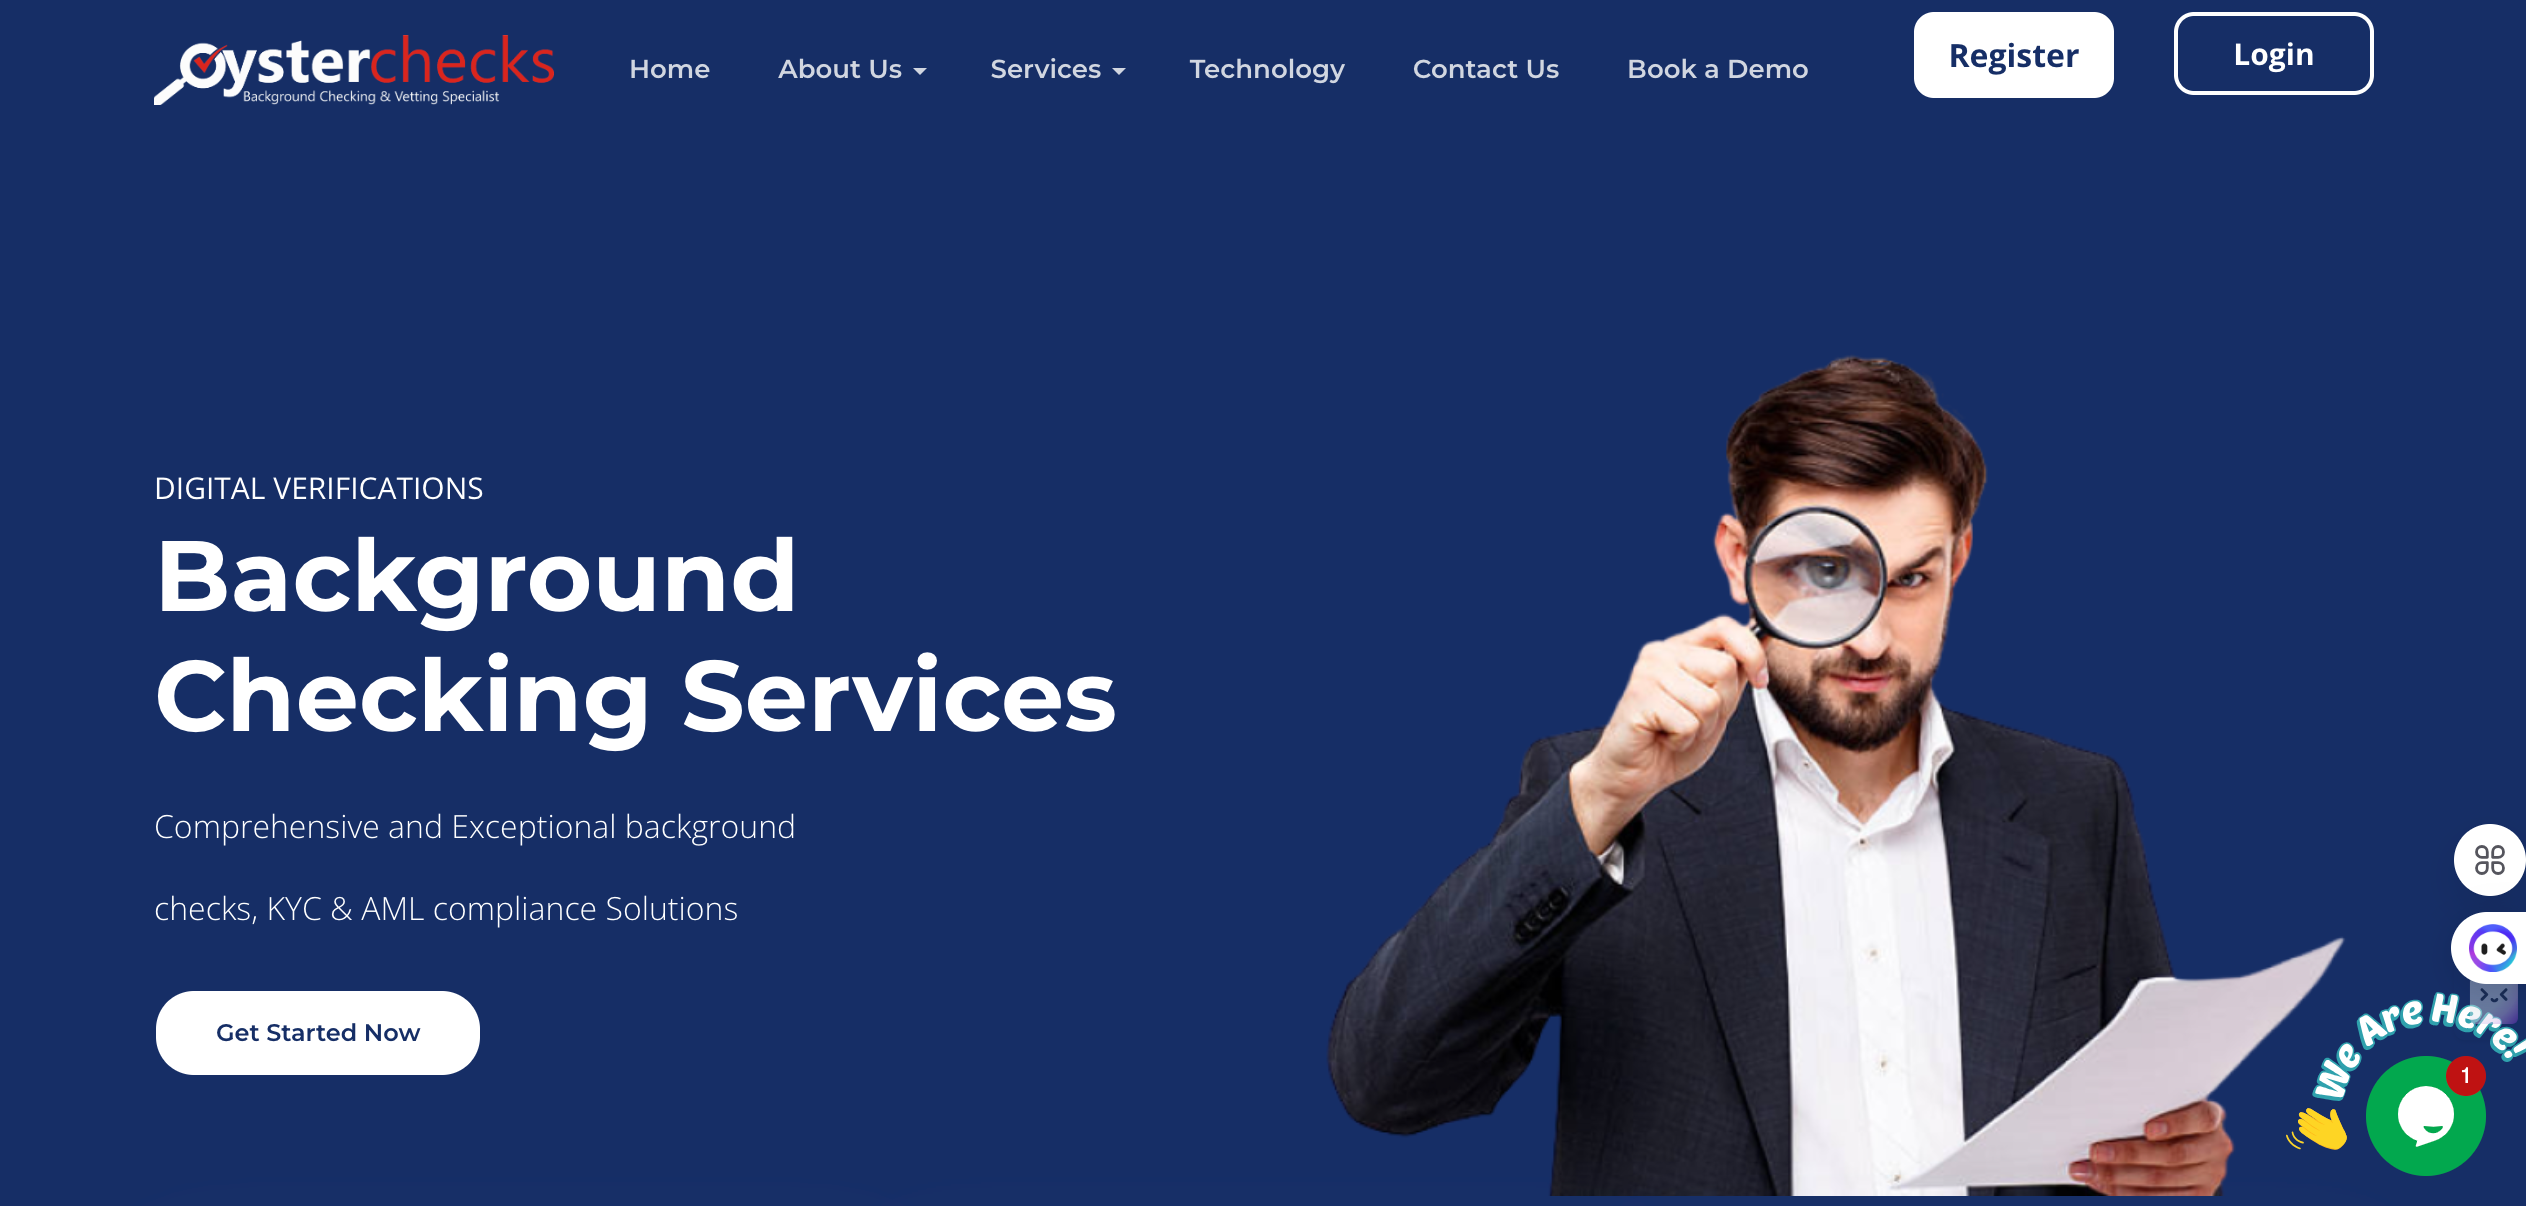 oysterchecks
Background Checking & Vetting Specialist
Home
About Us
Services
Technology
Contact Us
Book a Demo
Register
Login
DIGITAL VERIFICATIONS
Background
Checking Services
Comprehensive and Exceptional background
checks, KYC & AML compliance Solutions
Get Started Now
We Are Here!
1